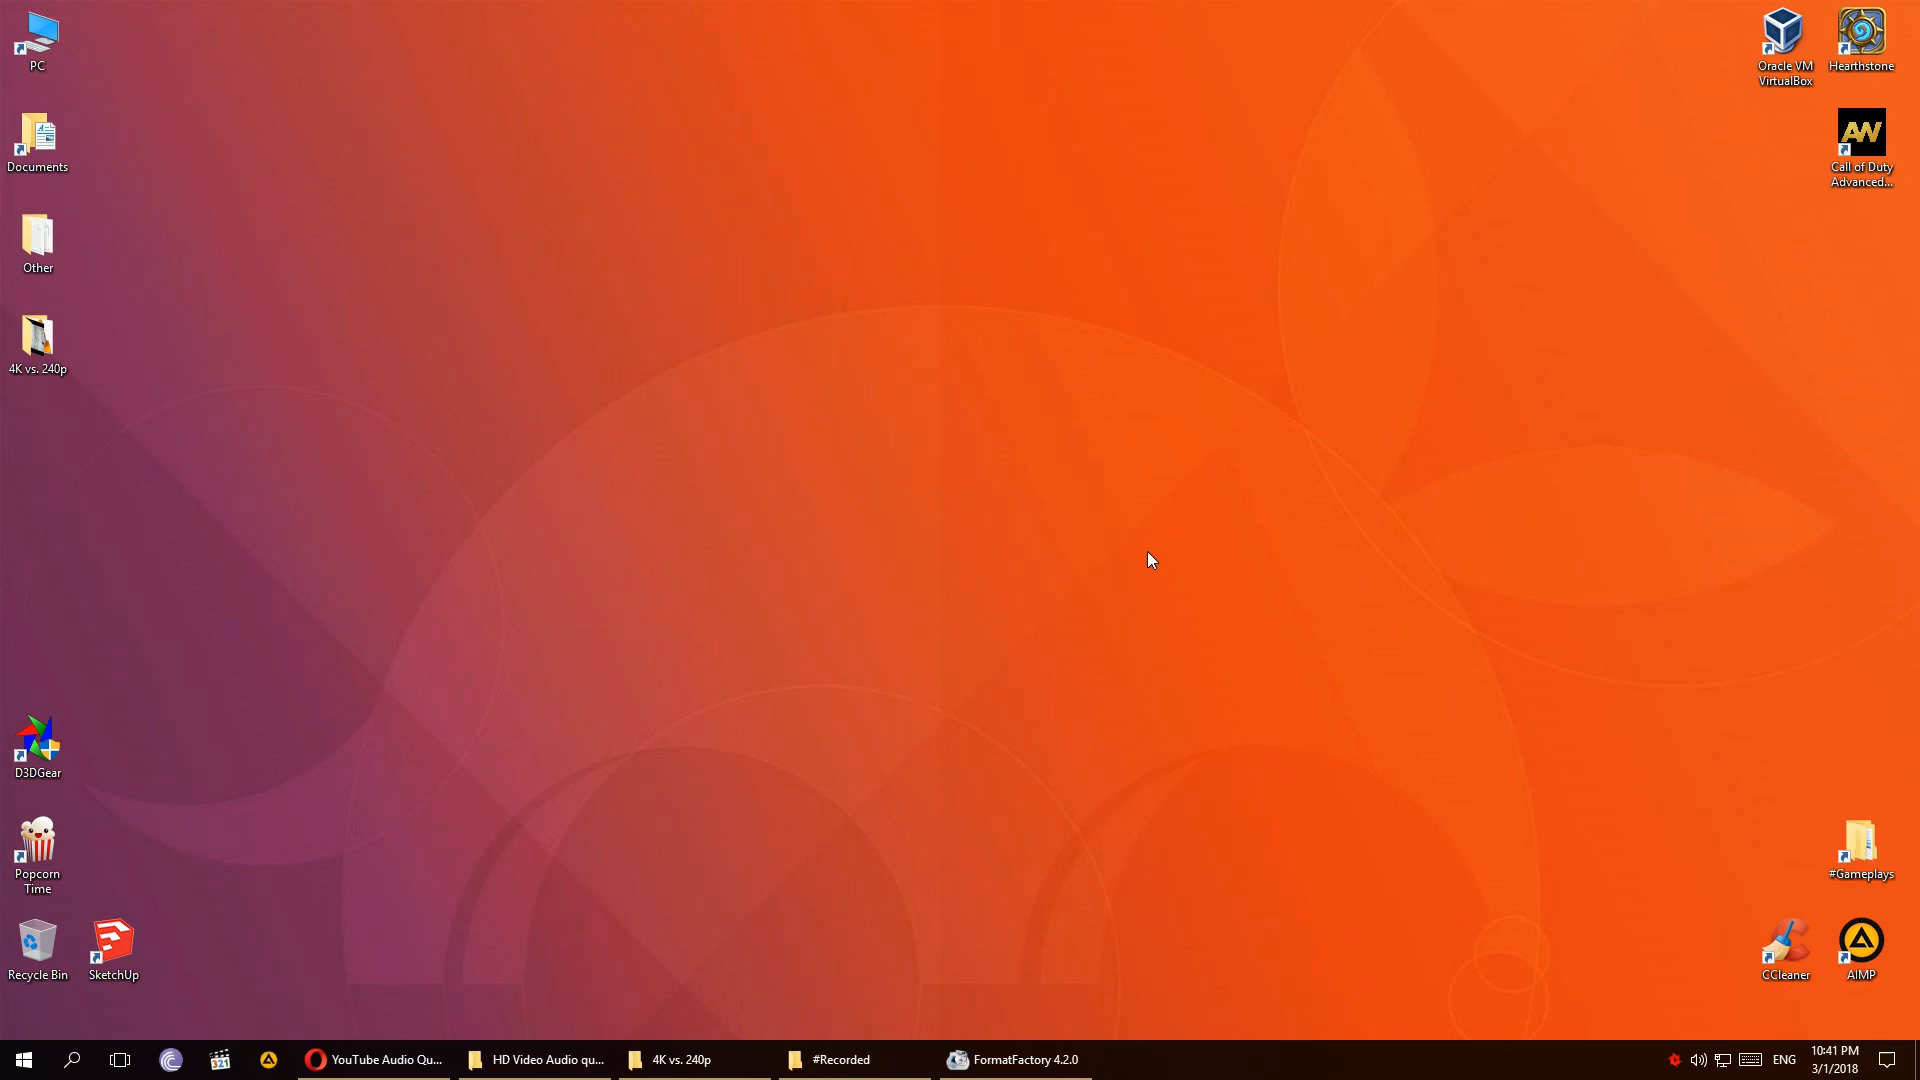 PC
Documents
Other
4K vs. 240p
D3DGear
Popcorn
Time
Recycle Bin
SketchUp
Oracle VM
VirtualBox
Hearthstone
AW
Call of Duty
Advanced...
#Gameplays
CCleaner
AIMP
321
YouTube Audio Qu...
HD Video Audio qu...
4K vs. 240p
#Recorded
FormatFactory 4.2.0
ENG
10:41 PM
3/1/2018